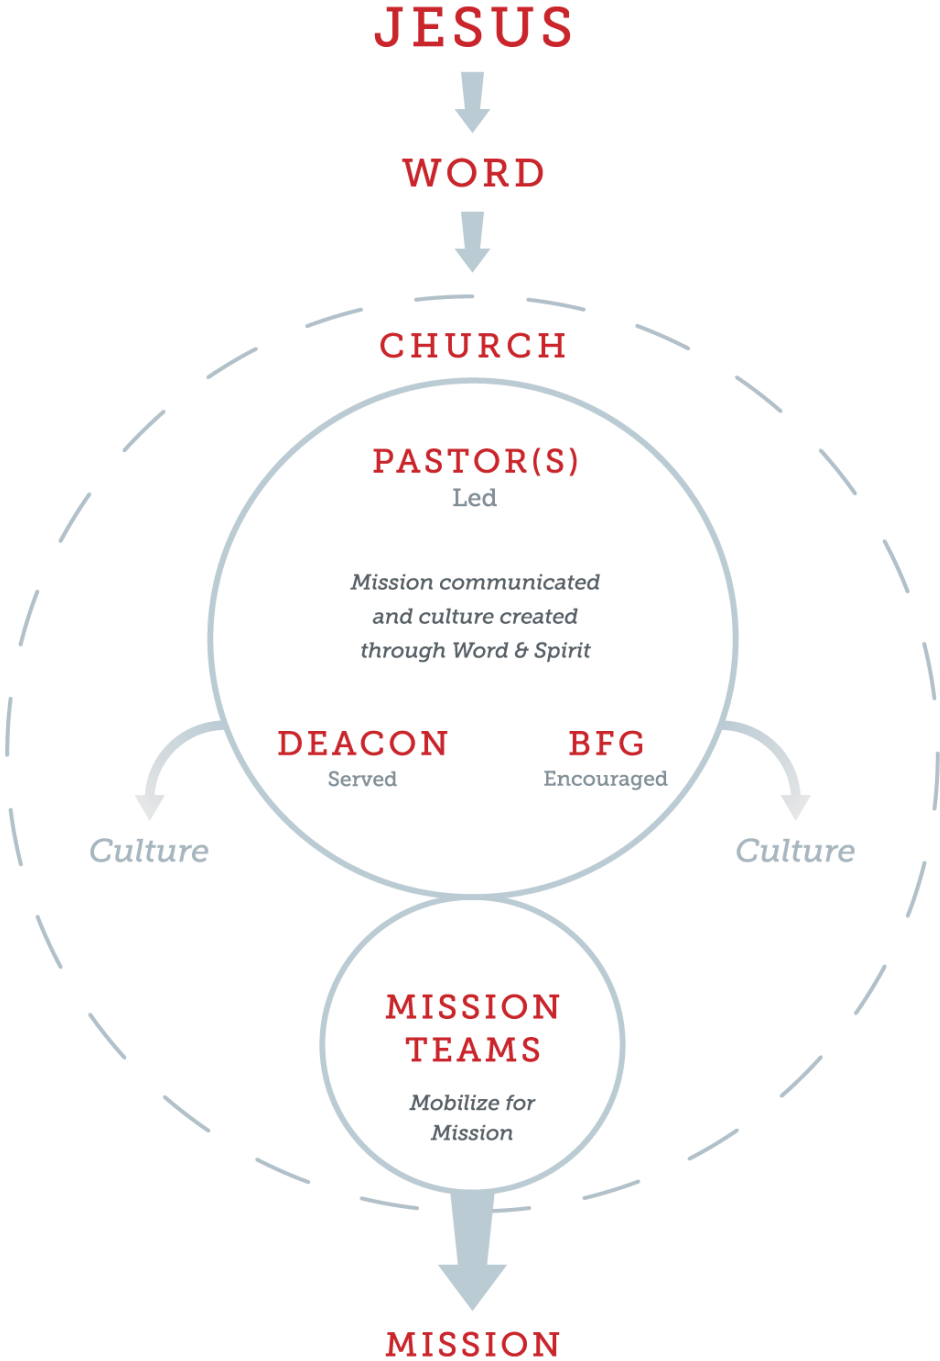 JESUS
WORD
CHURCH
PASTOR(S)
Led
Mission communicated
and culture created
through Word & Spirit
DEACON
Served
BFG
Encouraged
Culture
Culture
MISSION
TEAMS
Mobilize for
Mission
MISSION